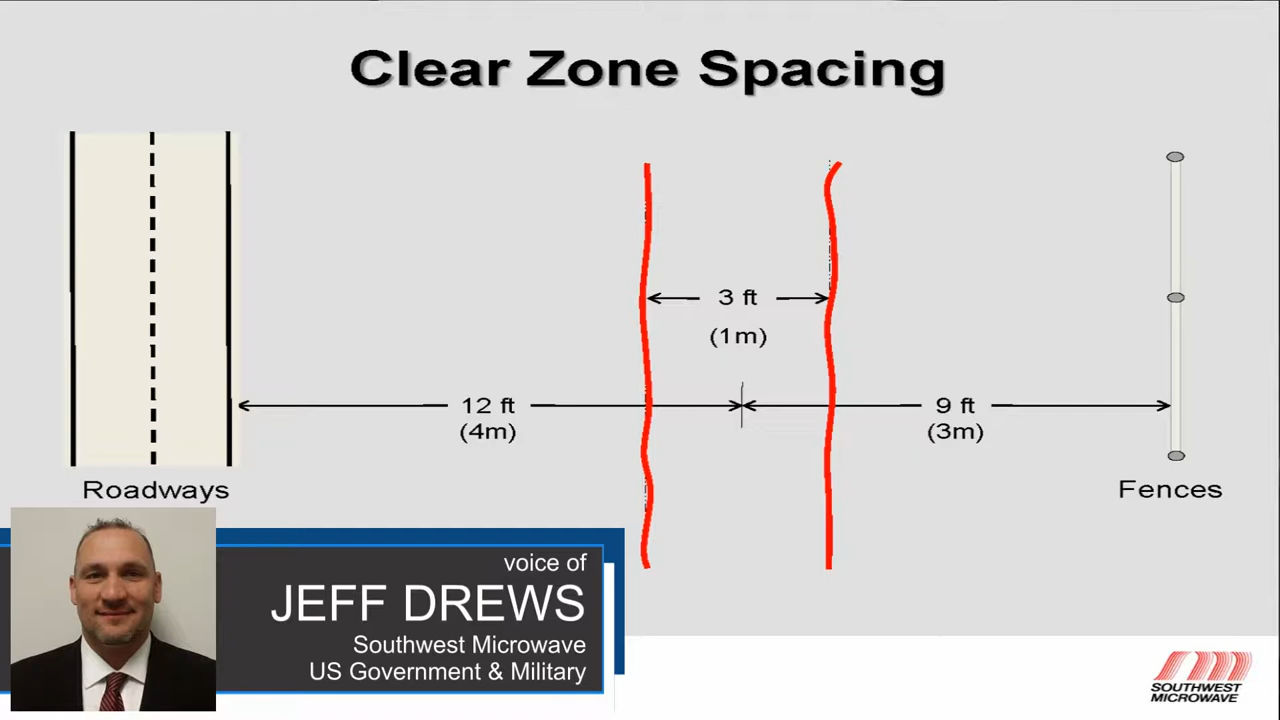 Clear Zone Spacing
3 ft
(1m)
12 ft
(4m)
9 ft
(3m)
Roadways
Fences
voice of
JEFF DREWS
Southwest Microwave
US Government & Military
SOUTHWEST
MICROWAVE